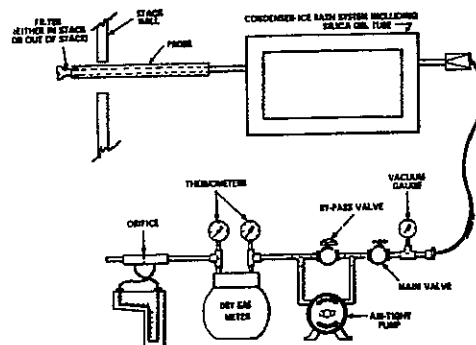 FILTER
(EITHER IN STACK
OR OUT OF STACK)
STACK
WALL
PROBE
CONDENSER-ICE BATH SYSTEM INCLUDING
SILICA GEL TUBE
THERMOMETERS
ORIFICE
DRY GAS
METER
BY-PASS VALVE
VACUUM
GAUGE
MAIN VALVE
AIR-TIGHT
PUMP